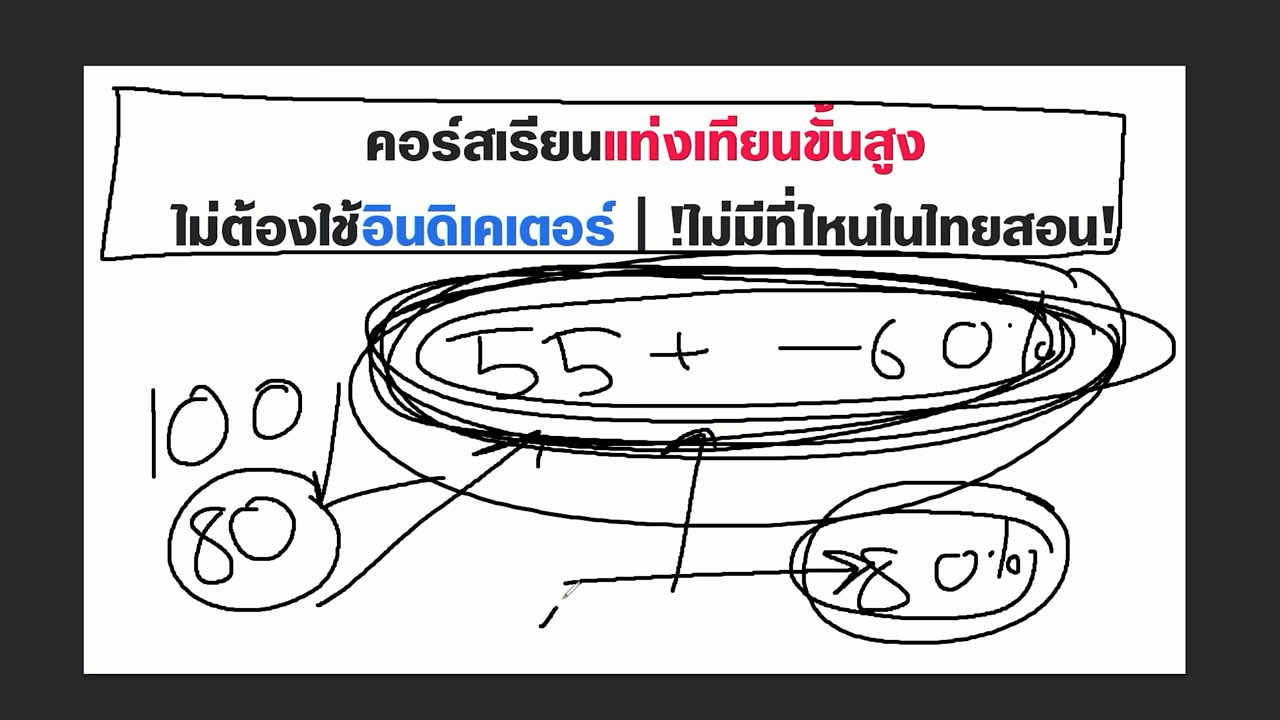 คอร์สเรียนแท่งเทียนขั้นสูง
ไม่ต้องใช้อินดิเคเตอร์ | !ไม่มีที่ไหนในไทยสอน!
55 + — 60%
100
80
80%